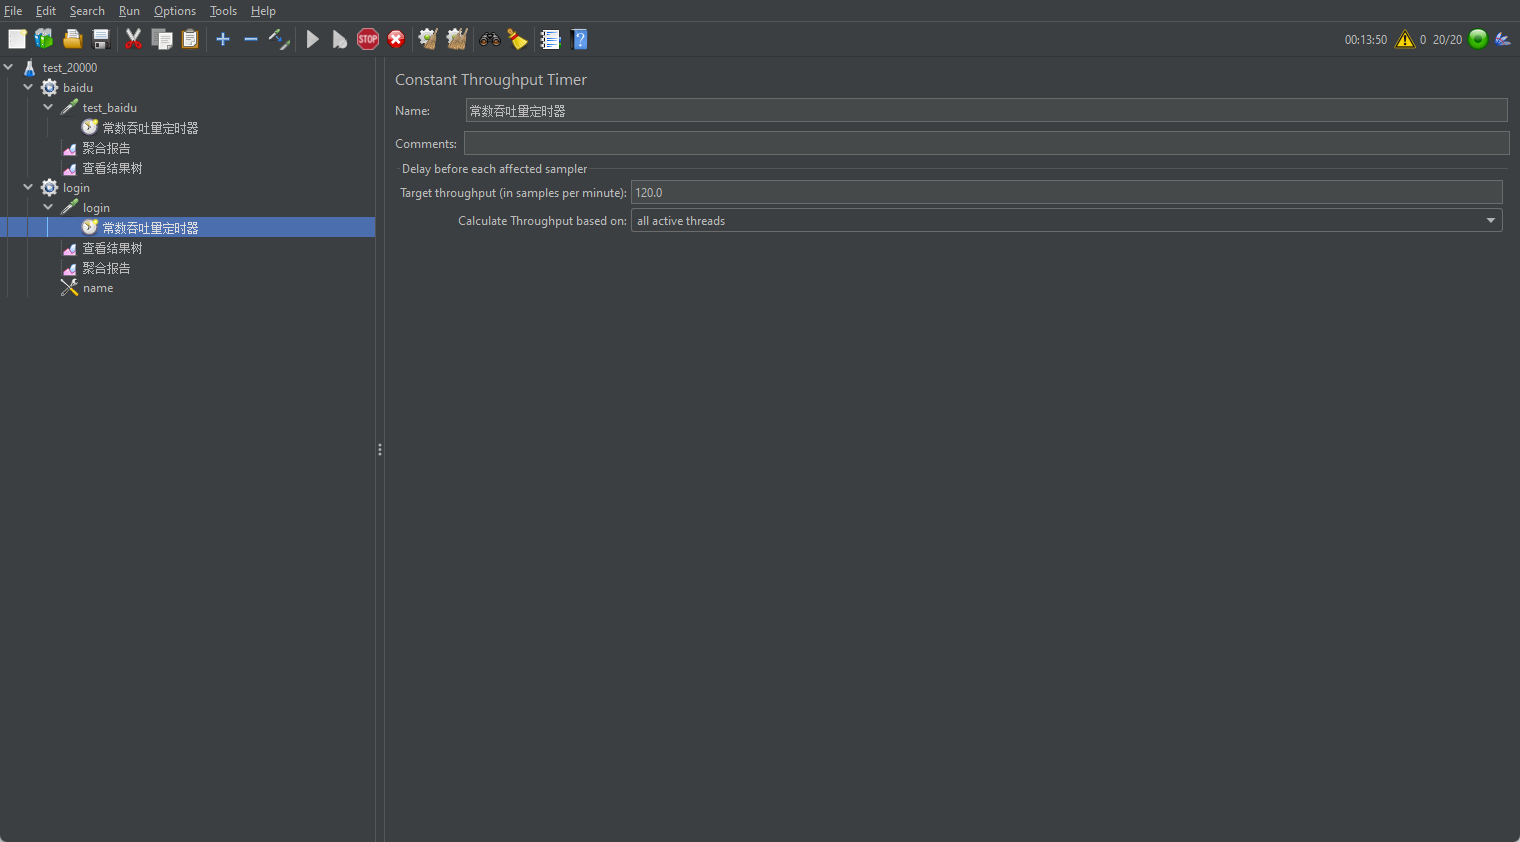 File Edit Search Run Options Tools Help
STOP
00:13:50 0 20/20
test_20000
baidu
test_baidu
常数吞吐量定时器
聚合报告
查看结果树
login
login
常数吞吐量定时器
查看结果树
聚合报告
name
Constant Throughput Timer
Name: 常数吞吐量定时器
Comments:
Delay before each affected sampler
Target throughput (in samples per minute): 120.0
Calculate Throughput based on: all active threads